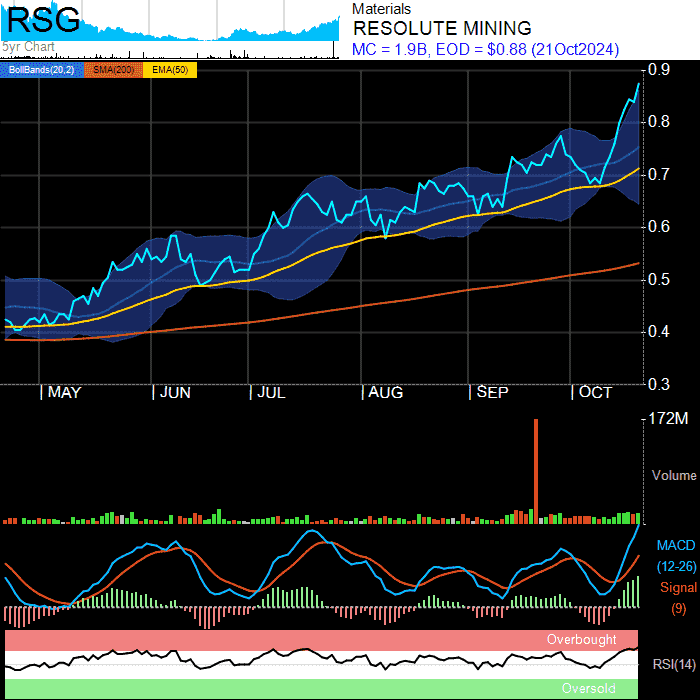 RSG
5yr Chart
Materials
RESOLUTE MINING
MC = 1.9B, EOD = $0.88 (21Oct2024)
BollBands(20,2) SMA(200) EMA(50)
0.9
0.8
0.7
0.6
0.5
0.4
0.3
MAY JUN JUL AUG SEP OCT
172M
Volume
MACD
(12-26)
Signal
(9)
Overbought
RSI(14)
Oversold